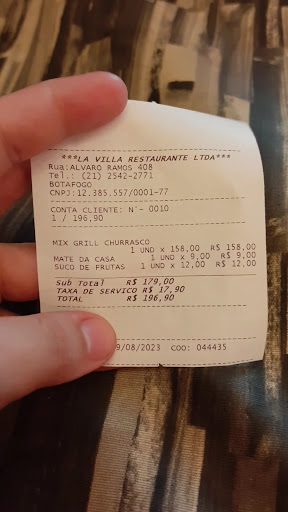 ***LA VILLA RESTAURANTE LTDA***
Rua:ALVARO RAMOS 408
Tel.: (21) 2542-2771
BOTAFOGO
CNPJ:12.385.557/0001-77
CONTA CLIENTE: N°- 0010
1 / 196,90
MIX GRILL CHURRASCO
1 UND x 158,00 R$ 158,00
MATE DA CASA 1 UND x 9,00 R$ 9,00
SUCO DE FRUTAS 1 UND x 12,00 R$ 12,00
Sub Total R$ 179,00
TAXA DE SERVICO R$ 17,90
TOTAL R$ 196,90
9/08/2023 COO: 044435